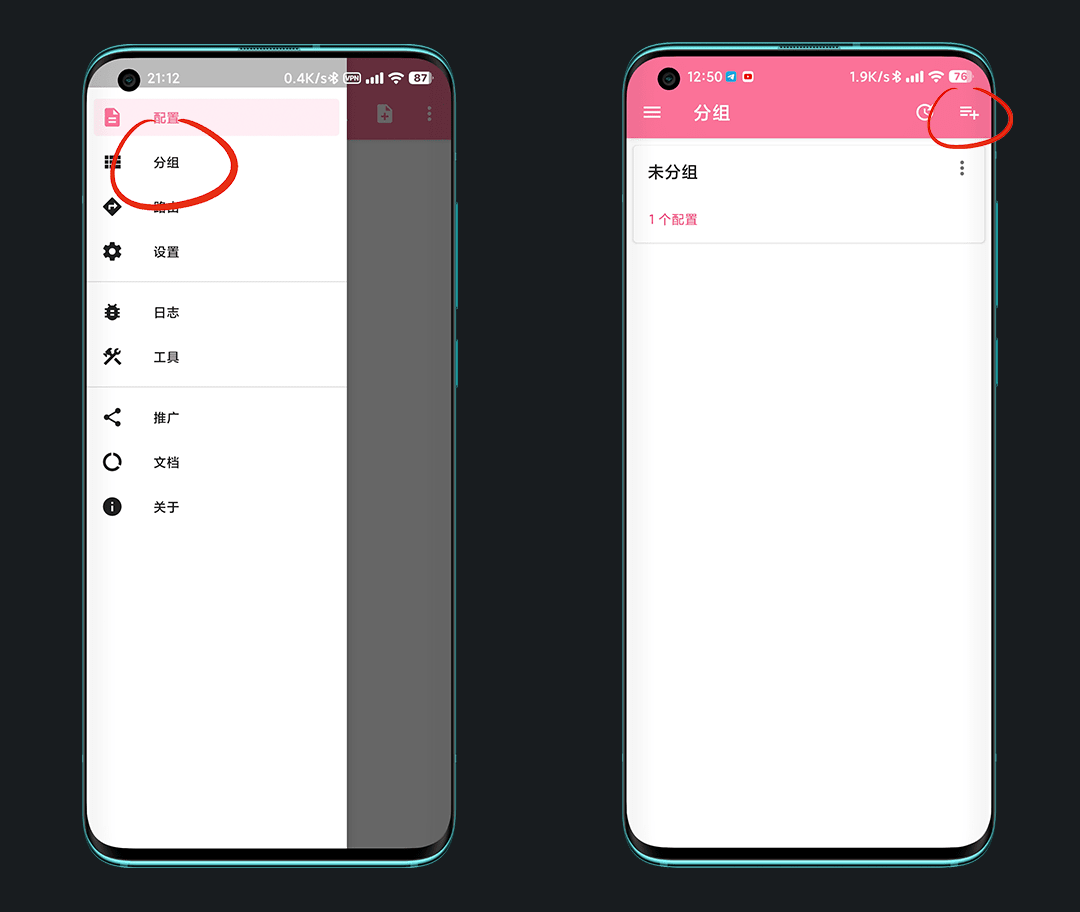 21:12
0.4K/s
VPN
87
配置
分组
路由
设置
日志
工具
推广
文档
关于
12:50
1.9K/s
76
分组
未分组
1 个配置